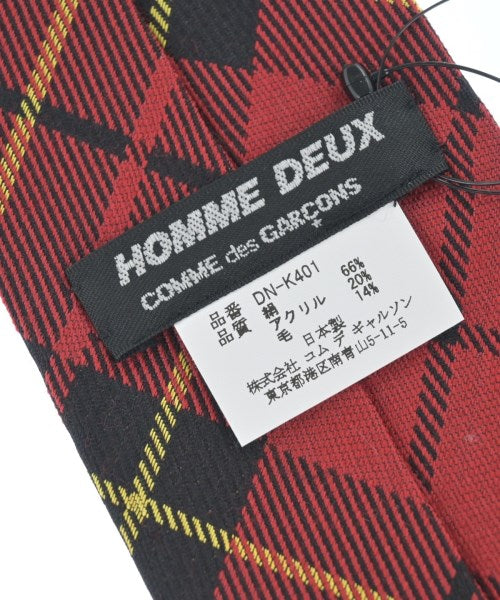 HOMME DEUX
COMME des GARÇONS
品番 DN-K401
品質 絹 66%
アクリル 20%
毛 14%
日本製
株式会社 コム デ ギャルソン
東京都港区南青山5-11-5